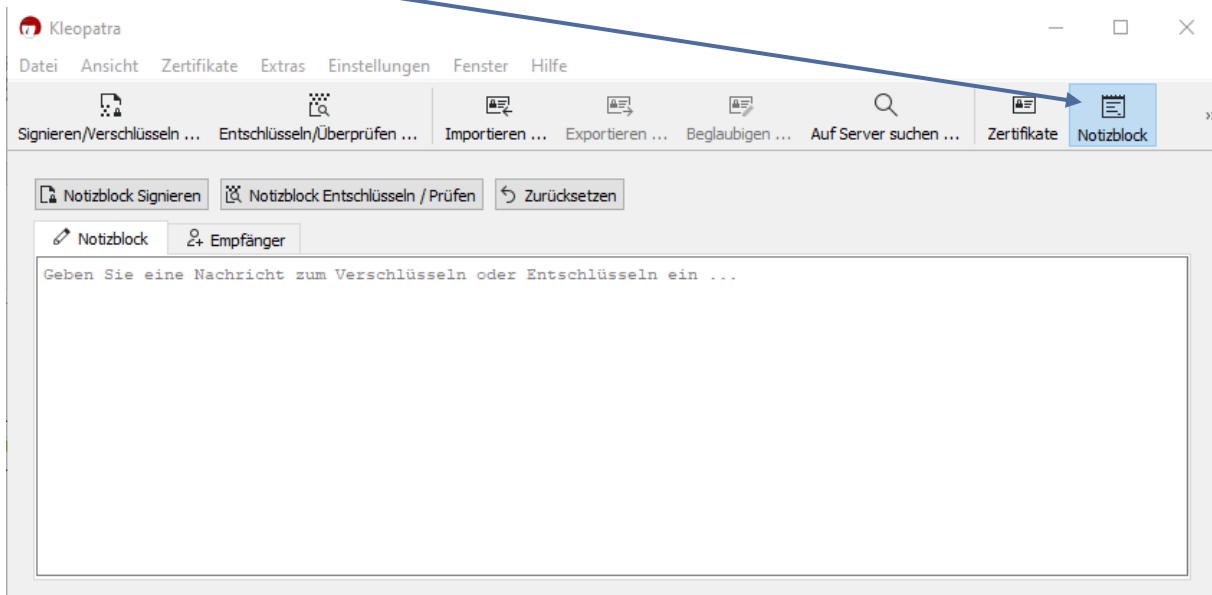 Kleopatra
Datei Ansicht Zertifikate Extras Einstellungen Fenster Hilfe
Signieren/Verschlüsseln ... Entschlüsseln/Überprüfen ... Importieren ... Exportieren ... Beglaubigen ... Auf Server suchen ... Zertifikate Notizblock »
Notizblock Signieren Notizblock Entschlüsseln / Prüfen Zurücksetzen
Notizblock Empfänger
Geben Sie eine Nachricht zum Verschlüsseln oder Entschlüsseln ein ...